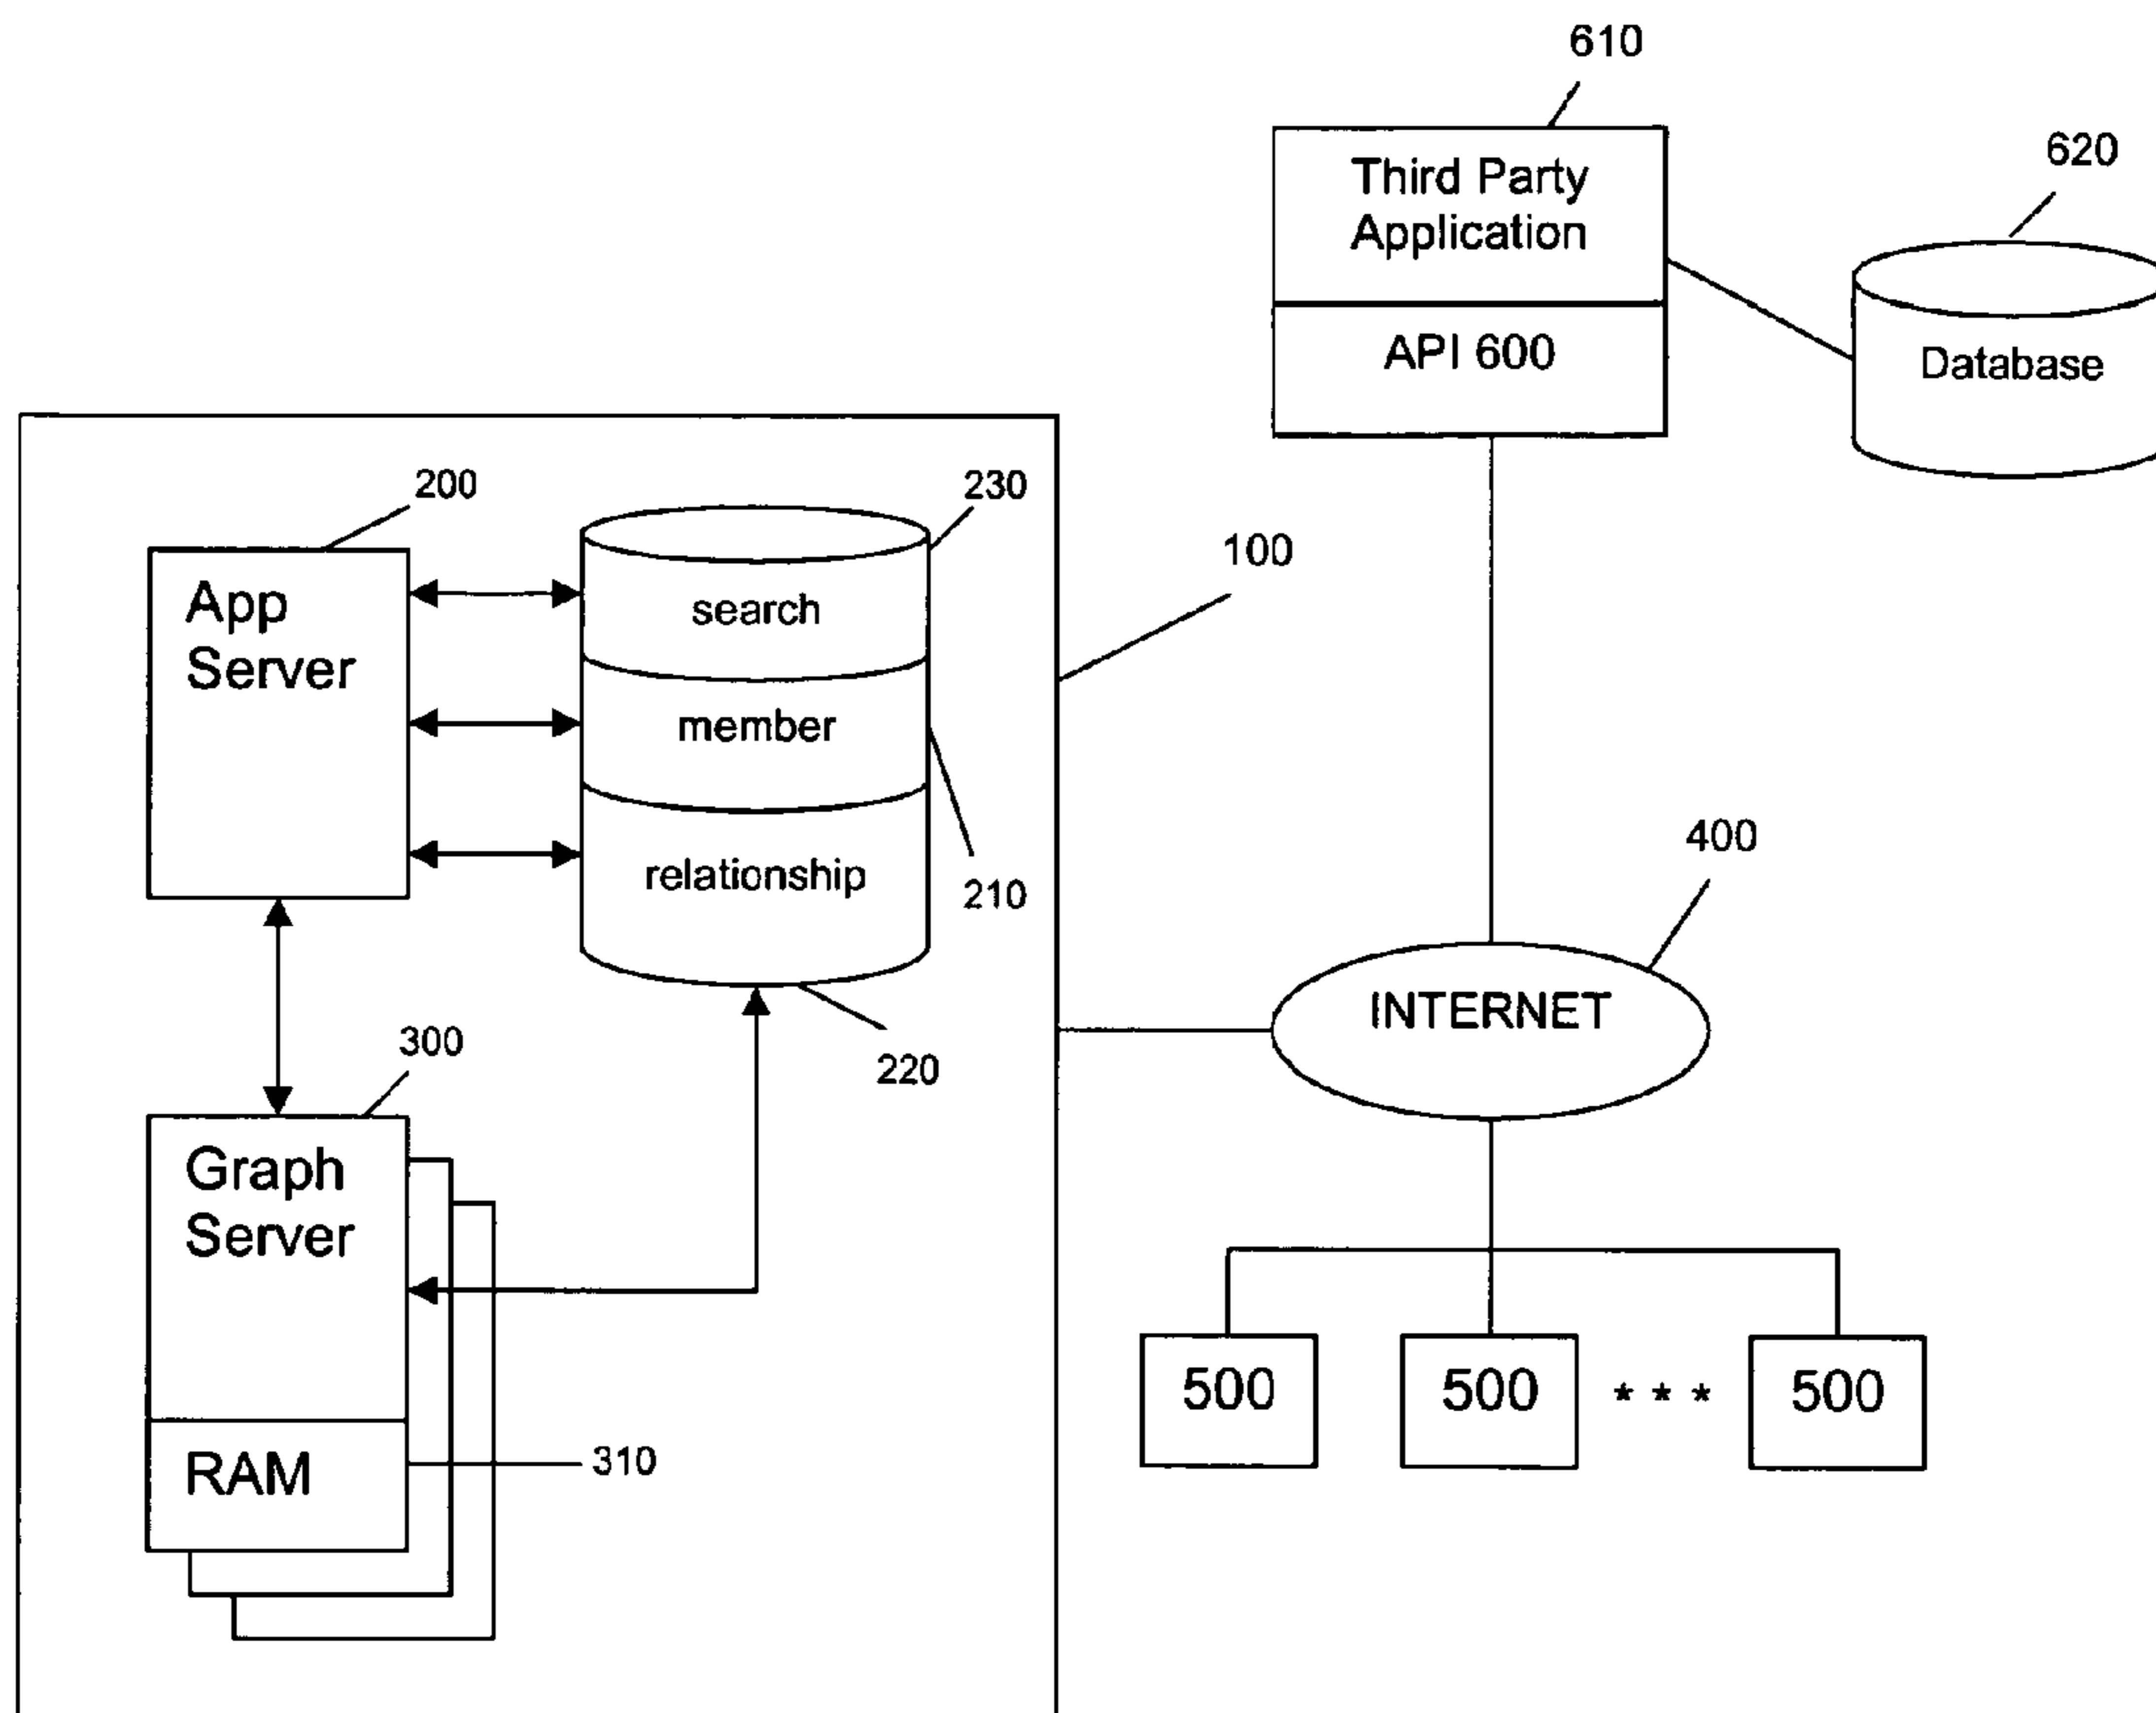 610
Third Party
Application
620
API 600
Database
200
230
100
App
Server
search
member
210
relationship
400
INTERNET
300
220
Graph
Server
RAM
310
500
500
* * *
500